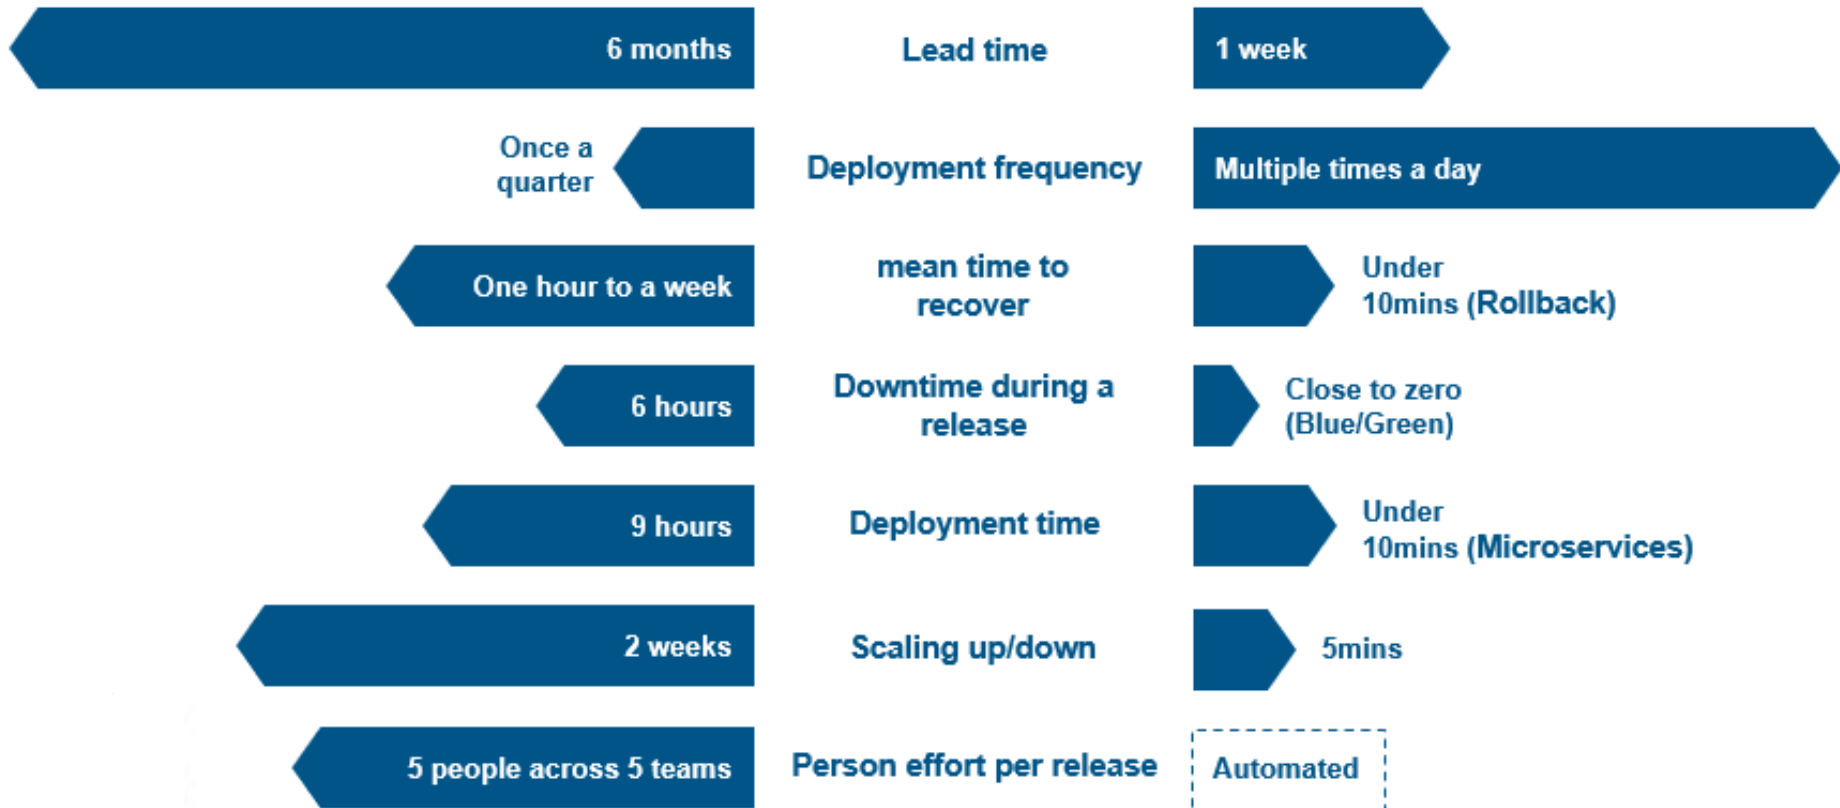 6 months
Lead time
1 week
Once a
quarter
Deployment frequency
Multiple times a day
One hour to a week
mean time to
recover
Under
10mins (Rollback)
6 hours
Downtime during a
release
Close to zero
(Blue/Green)
9 hours
Deployment time
Under
10mins (Microservices)
2 weeks
Scaling up/down
5mins
5 people across 5 teams
Person effort per release
Automated